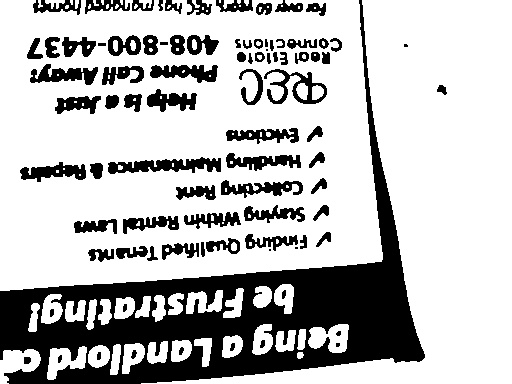 Being a Landlord ca
be Frustrating!
✓ Finding Qualified Tenants
✓ Staying Within Rental Laws
✓ Collecting Rent
✓ Handling Maintenance & Repairs
✓ Evictions
REC
Real Estate
Connections
Help is a Just
Phone Call Away:
408-800-4437
For over 60 years, REC has managed homes